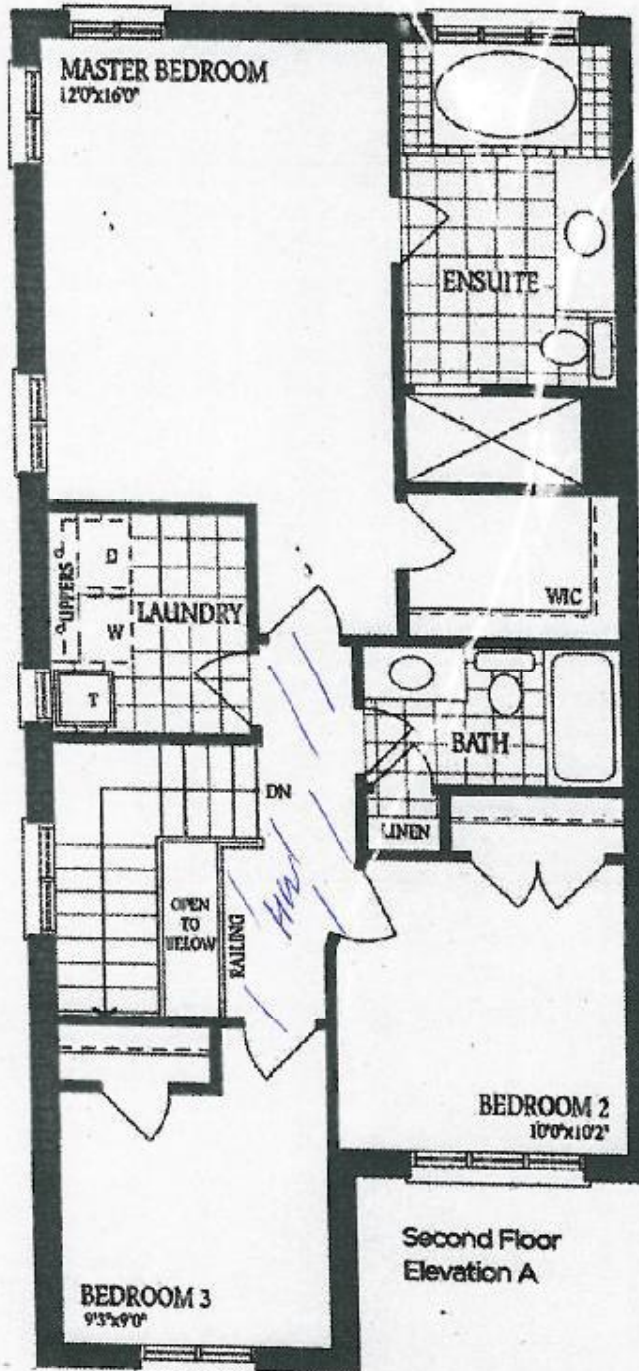 MASTER BEDROOM
12'0"x16'0"
ENSUITE
UPPERS
D
W
LAUNDRY
T
WIC
BATH
DN
LINEN
HW
OPEN
TO
BELOW
RAILING
BEDROOM 2
10'0"x10'2"
Second Floor
Elevation A
BEDROOM 3
9'3"x9'0"